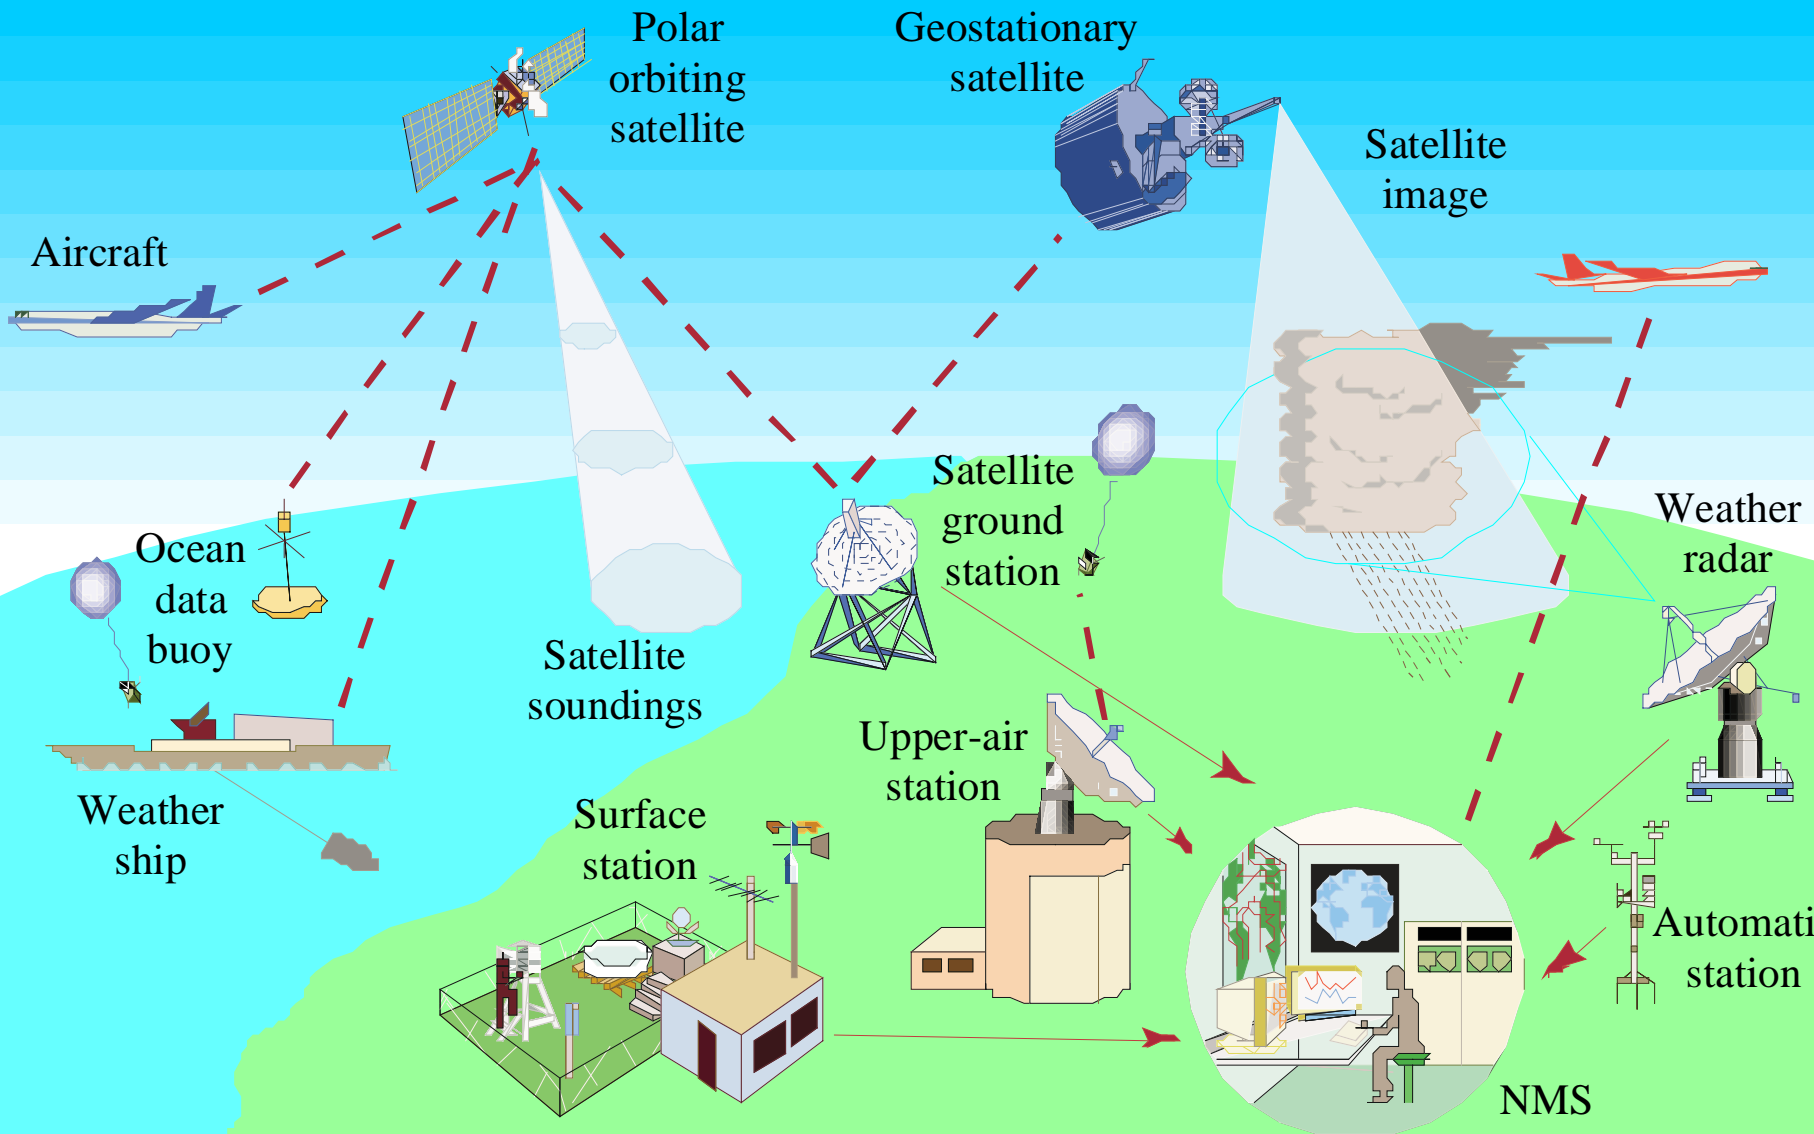 Polar
orbiting
satellite
Geostationary
satellite
Satellite
image
Aircraft
Satellite
ground
station
Weather
radar
Ocean
data
buoy
Satellite
soundings
Upper-air
station
Weather
ship
Surface
station
Automati
station
NMS